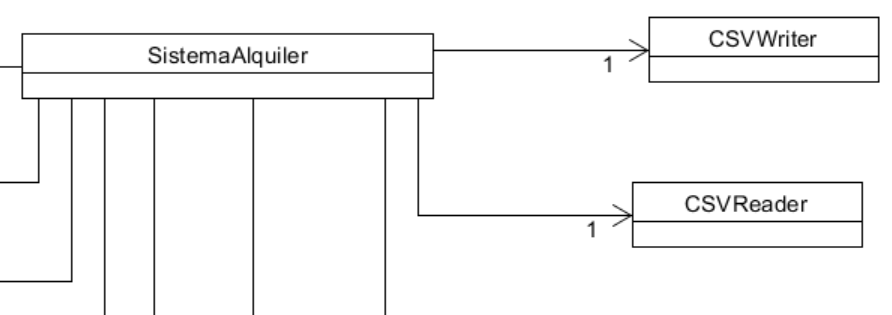 SistemaAlquiler
CSVWriter
1
CSVReader
1